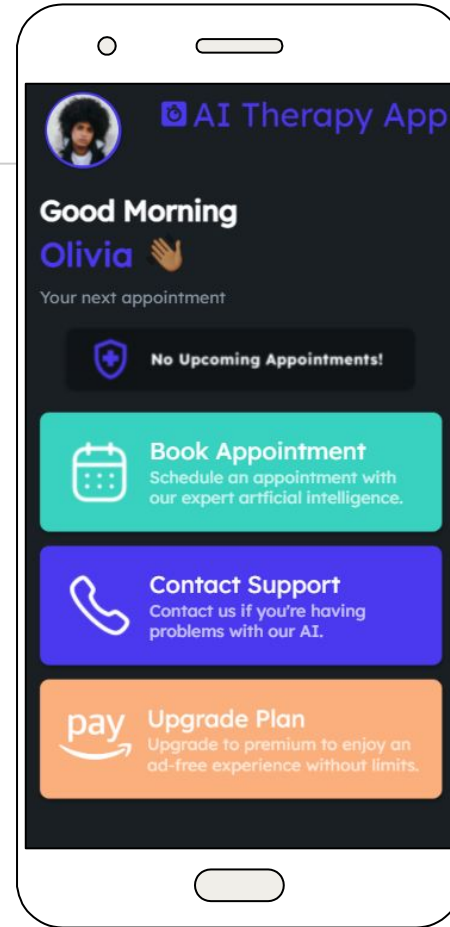 AI Therapy App
Good Morning
Olivia 👋🏾
Your next appointment
No Upcoming Appointments!
Book Appointment
Schedule an appointment with
our expert artficial intelligence.
Contact Support
Contact us if you're having
problems with our AI.
pay
Upgrade Plan
Upgrade to premium to enjoy an
ad-free experience without limits.